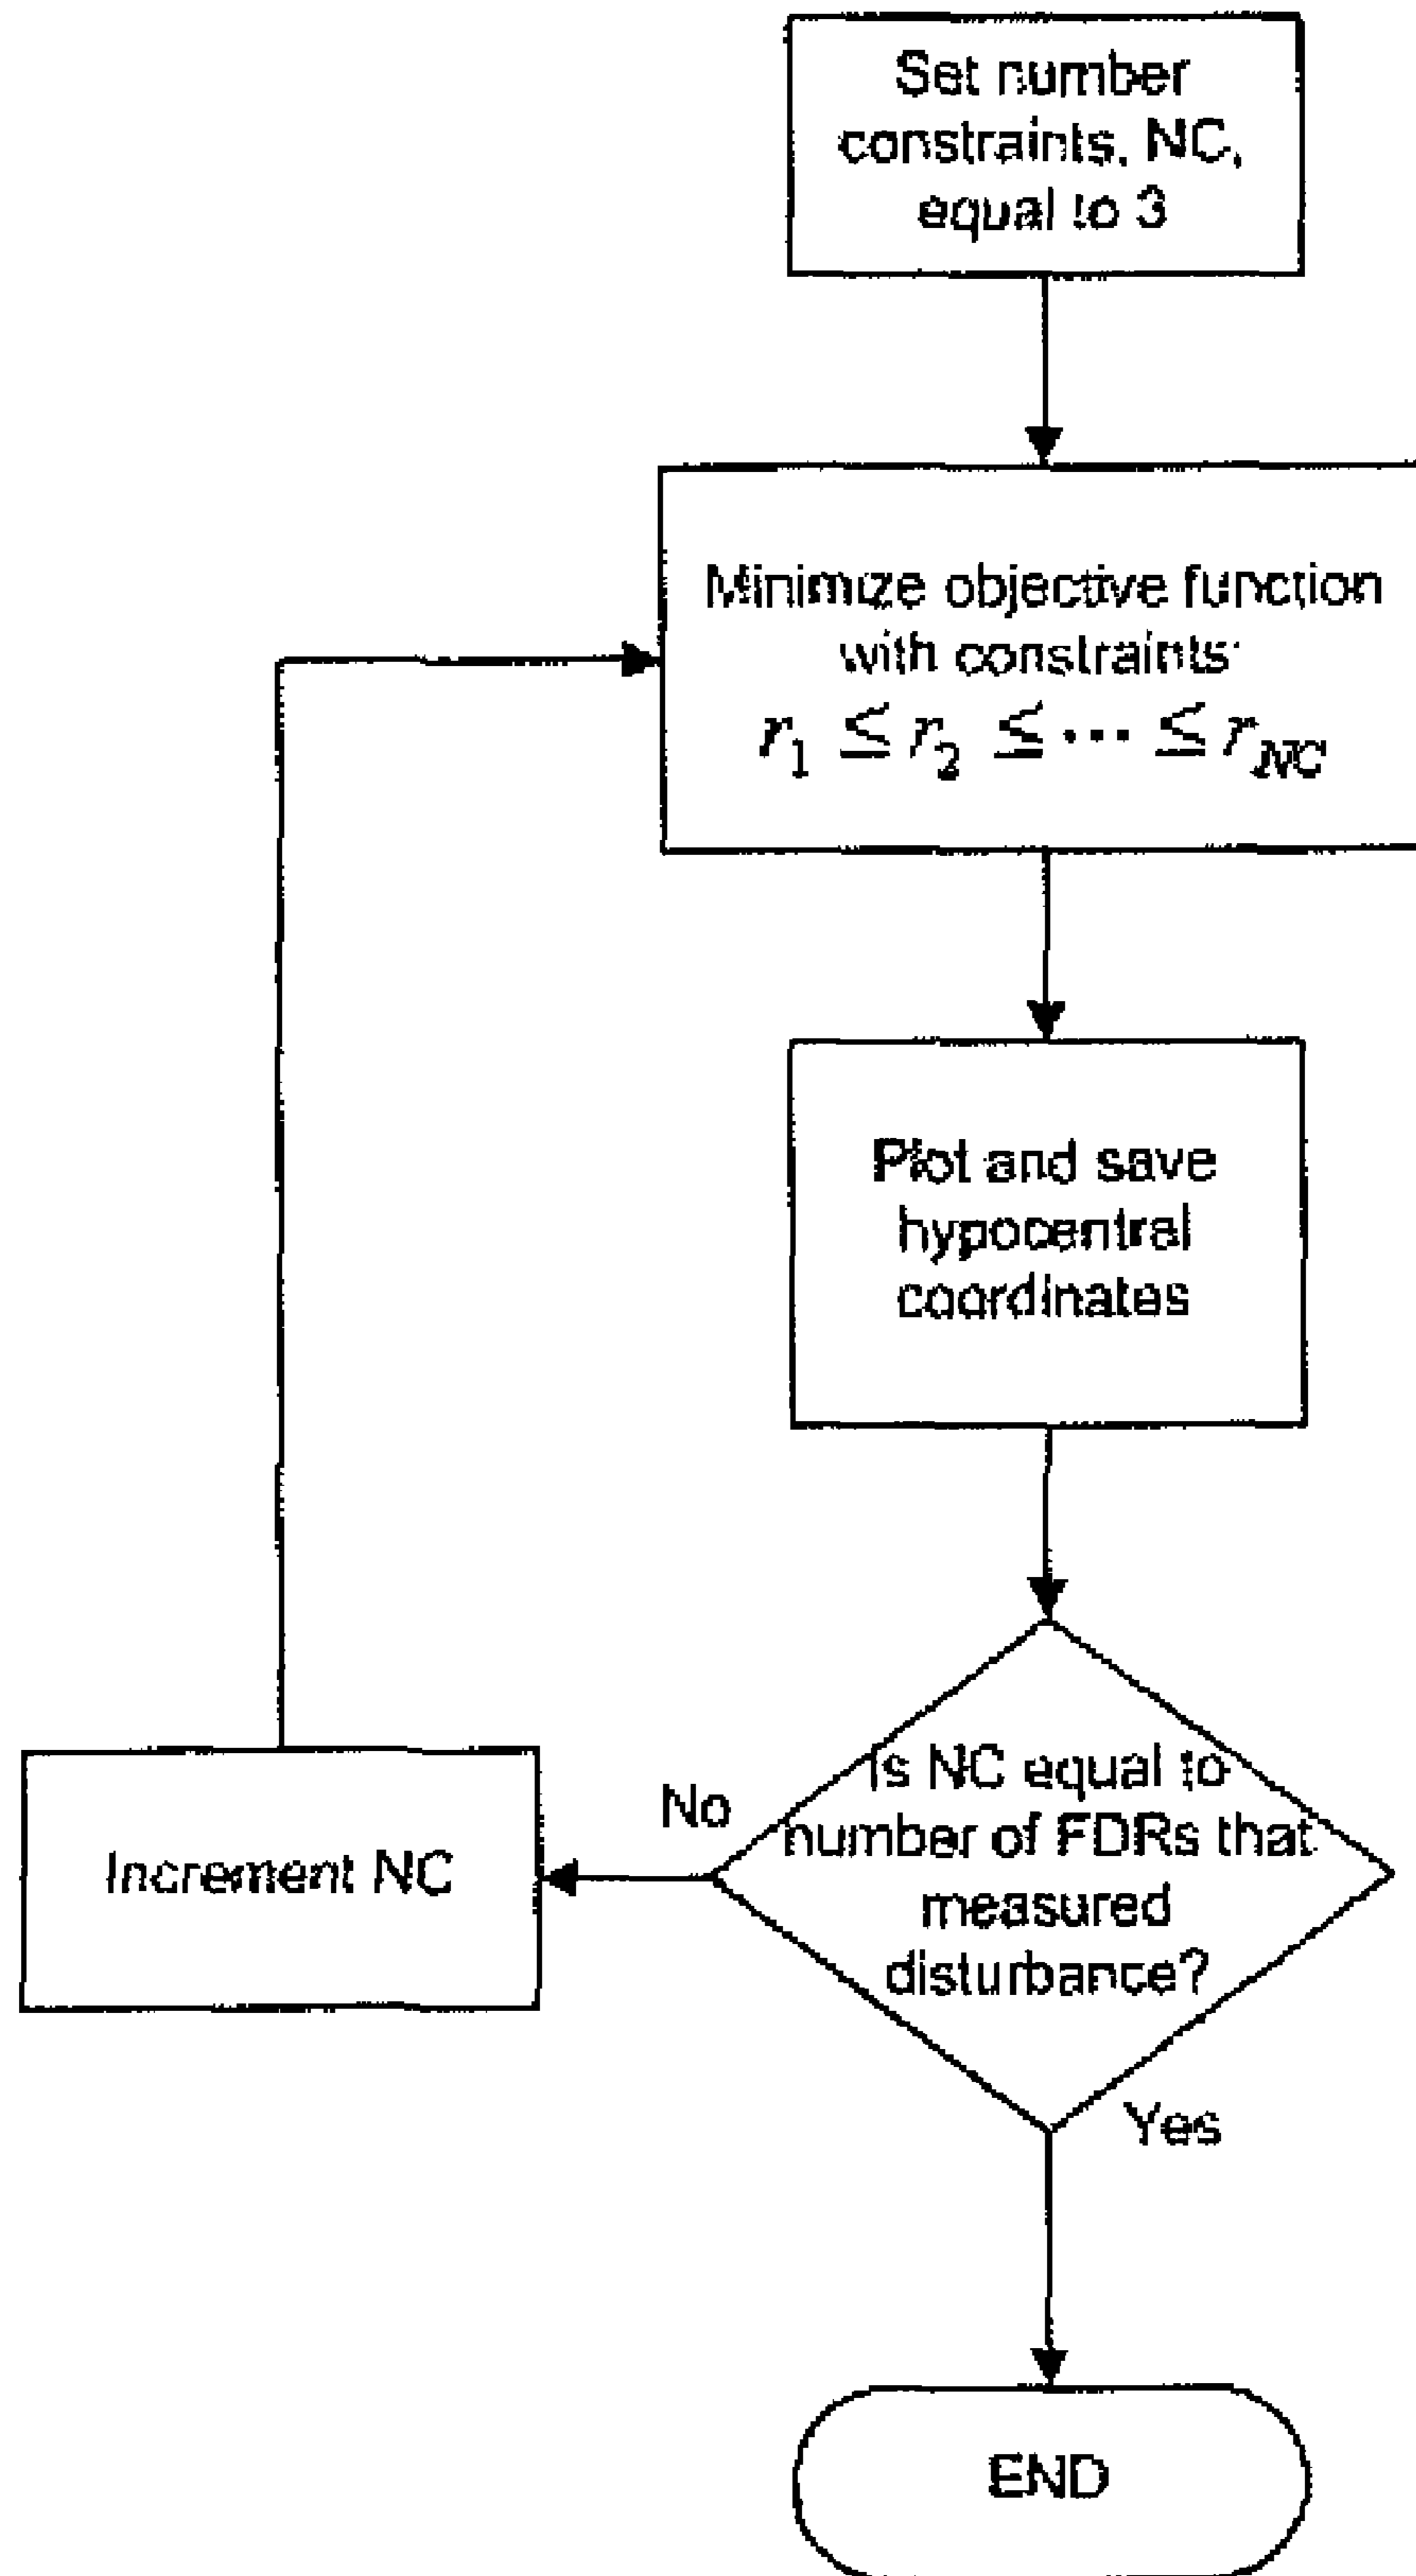 Set number
constraints, NC,
equal to 3
Minimize objective function
with constraints:
r₁ ≤ r₂ ≤ ··· ≤ r_NC
Plot and save
hypocentral
coordinates
Is NC equal to
number of FDRs that
measured
disturbance?
No
Increment NC
Yes
END